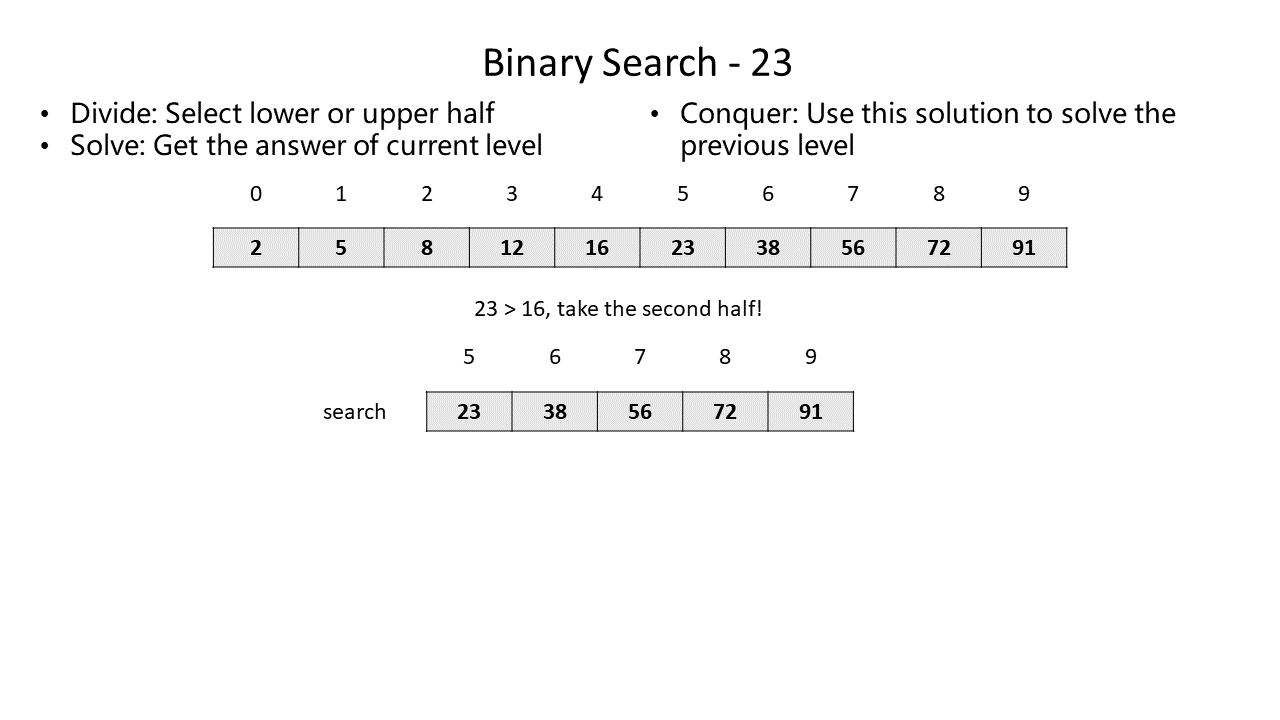 Binary Search - 23
• Divide: Select lower or upper half
• Solve: Get the answer of current level
• Conquer: Use this solution to solve the
previous level
0 1 2 3 4 5 6 7 8 9
2 5 8 12 16 23 38 56 72 91
23 > 16, take the second half!
5 6 7 8 9
search 23 38 56 72 91